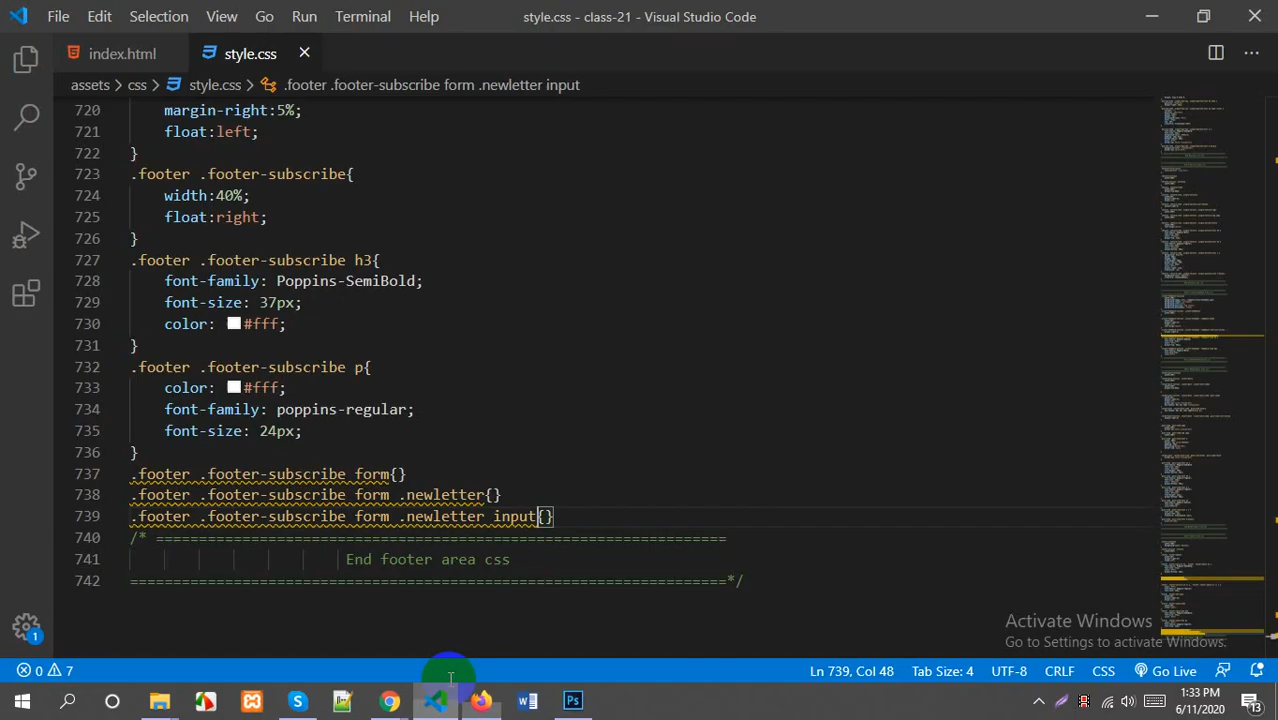 File Edit Selection View Go Run Terminal Help style.css - class-21 - Visual Studio Code
index.html style.css
assets > css > style.css > .footer .footer-subscribe form .newletter input
720 margin-right:5%;
721 float:left;
722 }
723 .footer .footer-subscribe{
724 width:40%;
725 float:right;
726 }
727 .footer .footer-subscribe h3{
728 font-family: Poppins-SemiBold;
729 font-size: 37px;
730 color: #fff;
731 }
732 .footer .footer-subscribe p{
733 color: #fff;
734 font-family: poppins-regular;
735 font-size: 24px;
736 }
737 .footer .footer-subscribe form{}
738 .footer .footer-subscribe form .newletter{}
739 .footer .footer-subscribe form .newletter input{}
740 /* ==================================================================
741 End footer area css
742 =====================================================================*/
Activate Windows
Go to Settings to activate Windows.
1
0 7 Ln 739, Col 48 Tab Size: 4 UTF-8 CRLF CSS Go Live
Ps
1:33 PM
6/11/2020
13